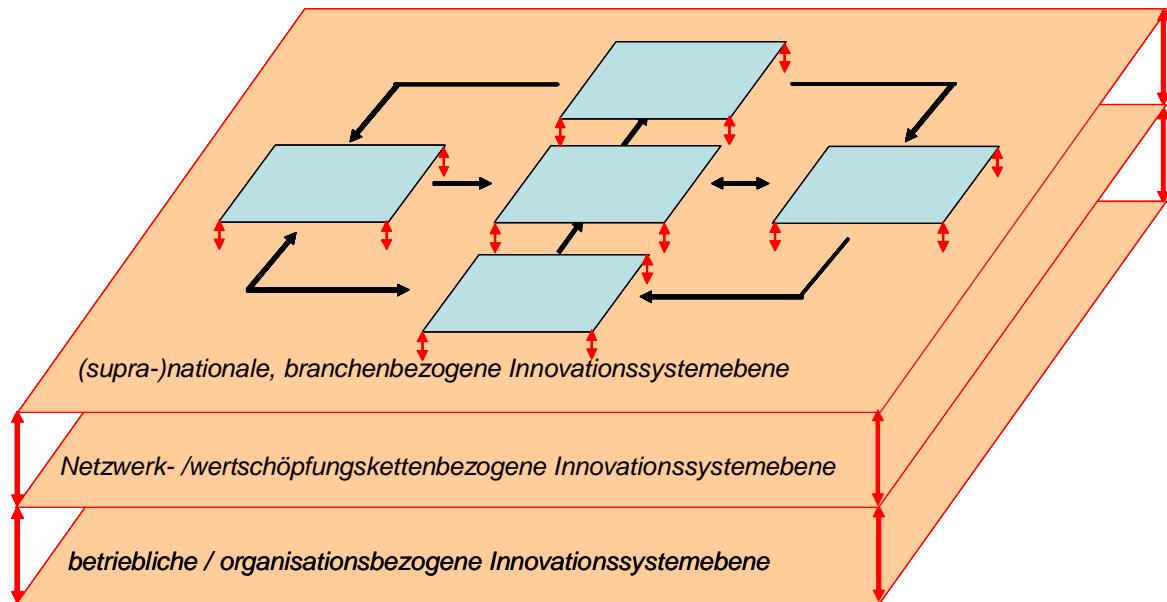 (supra-)nationale, branchenbezogene Innovationssystemebene
Netzwerk- /wertschöpfungskettenbezogene Innovationssystemebene
betriebliche / organisationsbezogene Innovationssystemebene